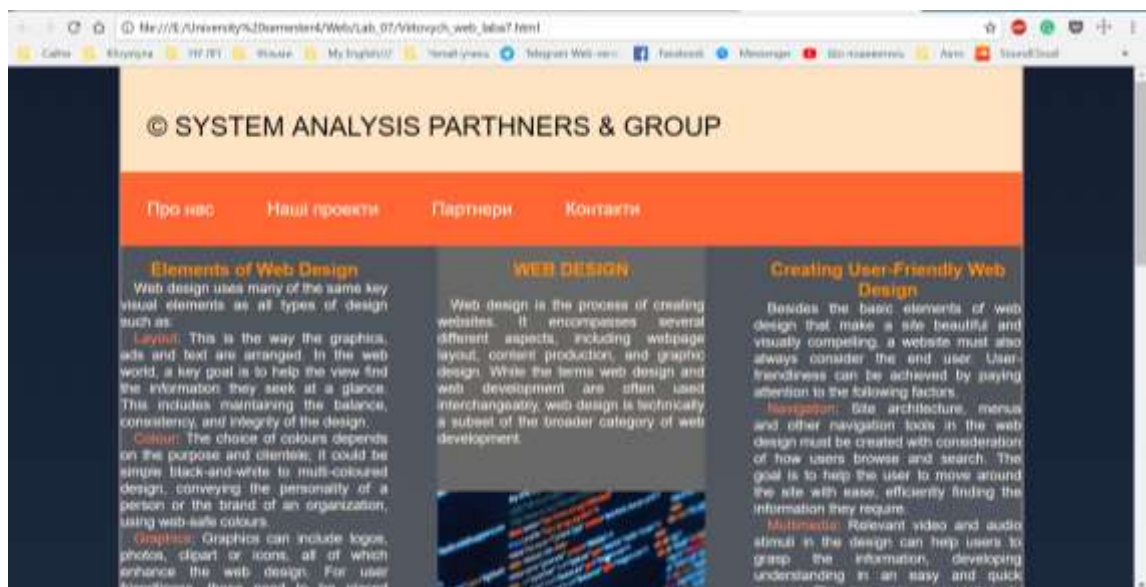 file:///E:/University%20semester4/Web/Lab_07/Viktovych_web_laba7.html
My English
Telegram Web
Facebook
Messenger
SoundCloud
© SYSTEM ANALYSIS PARTHNERS & GROUP
Про нас Наші проекти Партнери Контакти
Elements of Web Design
Web design uses many of the same key
visual elements as all types of design
such as:
Layout: This is the way the graphics,
ads and text are arranged. In the web
world, a key goal is to help the view find
the information they seek at a glance.
This includes maintaining the balance,
consistency, and integrity of the design.
Colour: The choice of colours depends
on the purpose and clientele; it could be
simple black-and-white to multi-coloured
design, conveying the personality of a
person or the brand of an organization,
using web-safe colours.
Graphics: Graphics can include logos,
photos, clipart or icons, all of which
enhance the web design. For user
WEB DESIGN
Web design is the process of creating
websites. It encompasses several
different aspects, including webpage
layout, content production, and graphic
design. While the terms web design and
web development are often used
interchangeably, web design is technically
a subset of the broader category of web
development.
Creating User-Friendly Web
Design
Besides the basic elements of web
design that make a site beautiful and
visually compelling, a website must also
always consider the end user. User-
friendliness can be achieved by paying
attention to the following factors.
Navigation: Site architecture, menus
and other navigation tools in the web
design must be created with consideration
of how users browse and search. The
goal is to help the user to move around
the site with ease, efficiently finding the
information they require.
Multimedia: Relevant video and audio
stimuli in the design can help users to
grasp the information, developing
understanding in an easy and quick